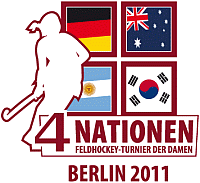 4 NATIONEN
FELDHOCKEY-TURNIER DER DAMEN
BERLIN 2011